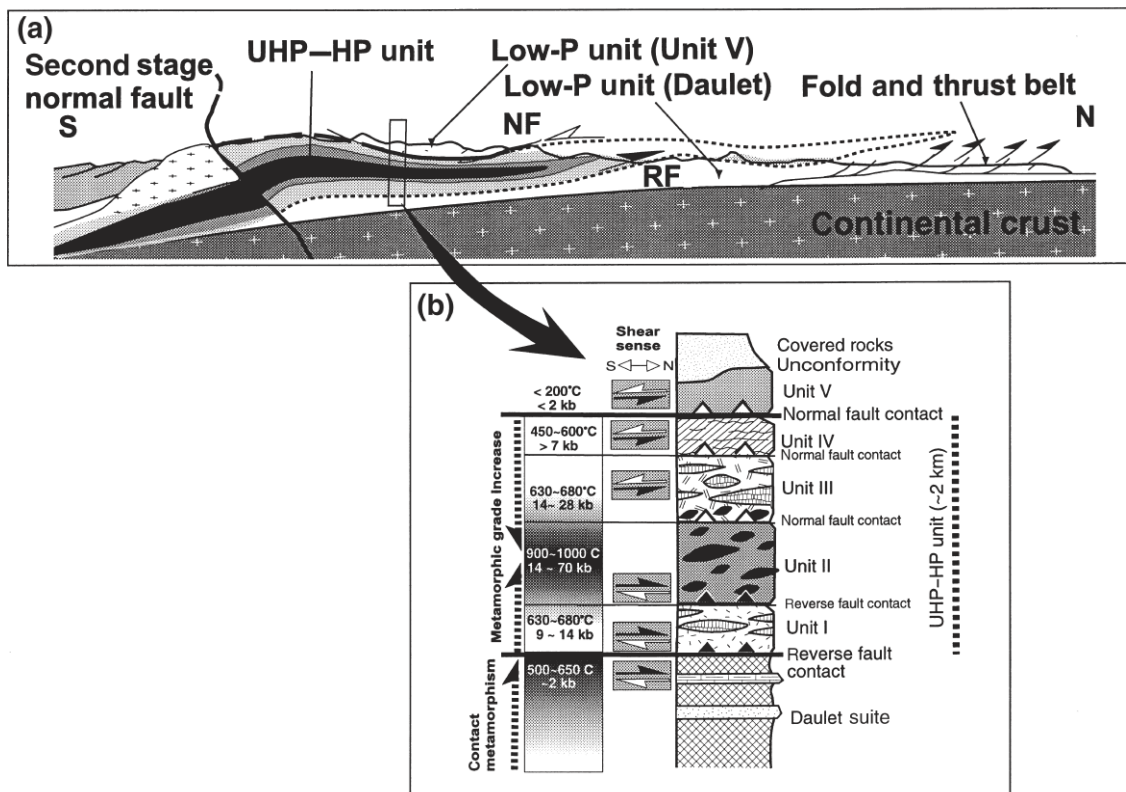 (a)
Second stage
normal fault
UHP–HP unit
Low-P unit (Unit V)
Low-P unit (Daulet)
Fold and thrust belt
S
NF
N
RF
Continental crust
(b)
Shear
sense
S N
Covered rocks
Unconformity
< 200°C
< 2 kb
Unit V
Normal fault contact
450~600°C
> 7 kb
Unit IV
Normal fault contact
630~680°C
14~ 28 kb
Unit III
Normal fault contact
900~1000 C
14 ~ 70 kb
Unit II
Reverse fault contact
630~680°C
9 ~ 14 kb
Unit I
Reverse fault
contact
500~650 C
~2 kb
Daulet suite
Metamorphic grade Increase
Contact
metamorphism
UHP–HP unit (~2 km)